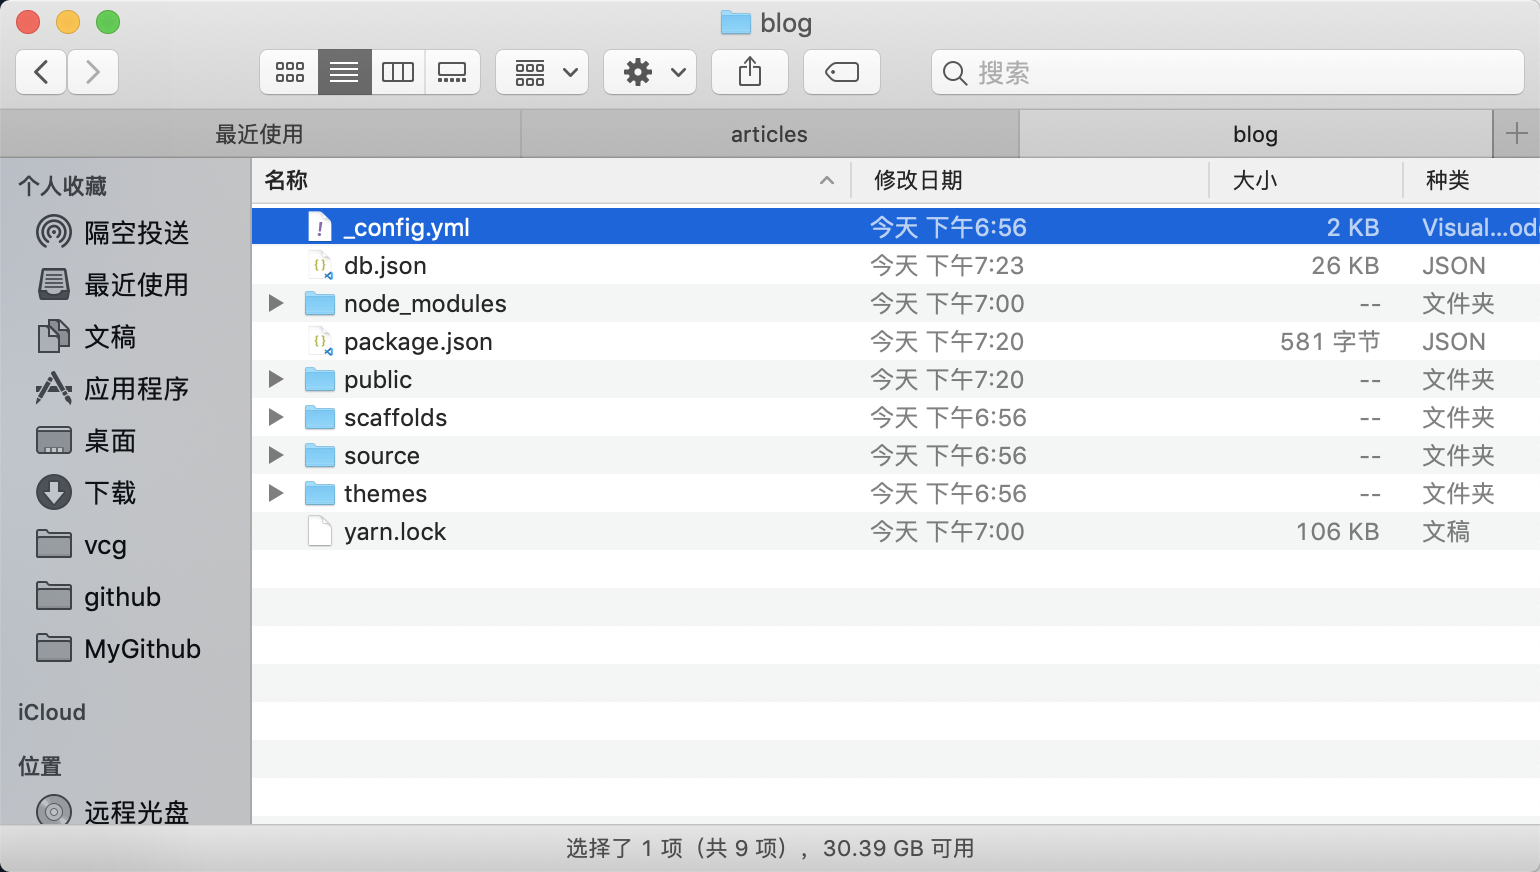 blog
搜索
最近使用 articles blog
个人收藏
隔空投送
最近使用
文稿
应用程序
桌面
下载
vcg
github
MyGithub
iCloud
位置
远程光盘
名称 修改日期 大小 种类
_config.yml 今天 下午6:56 2 KB Visual...od
db.json 今天 下午7:23 26 KB JSON
node_modules 今天 下午7:00 -- 文件夹
package.json 今天 下午7:20 581 字节 JSON
public 今天 下午7:20 -- 文件夹
scaffolds 今天 下午6:56 -- 文件夹
source 今天 下午6:56 -- 文件夹
themes 今天 下午6:56 -- 文件夹
yarn.lock 今天 下午7:00 106 KB 文稿
选择了 1 项（共 9 项），30.39 GB 可用